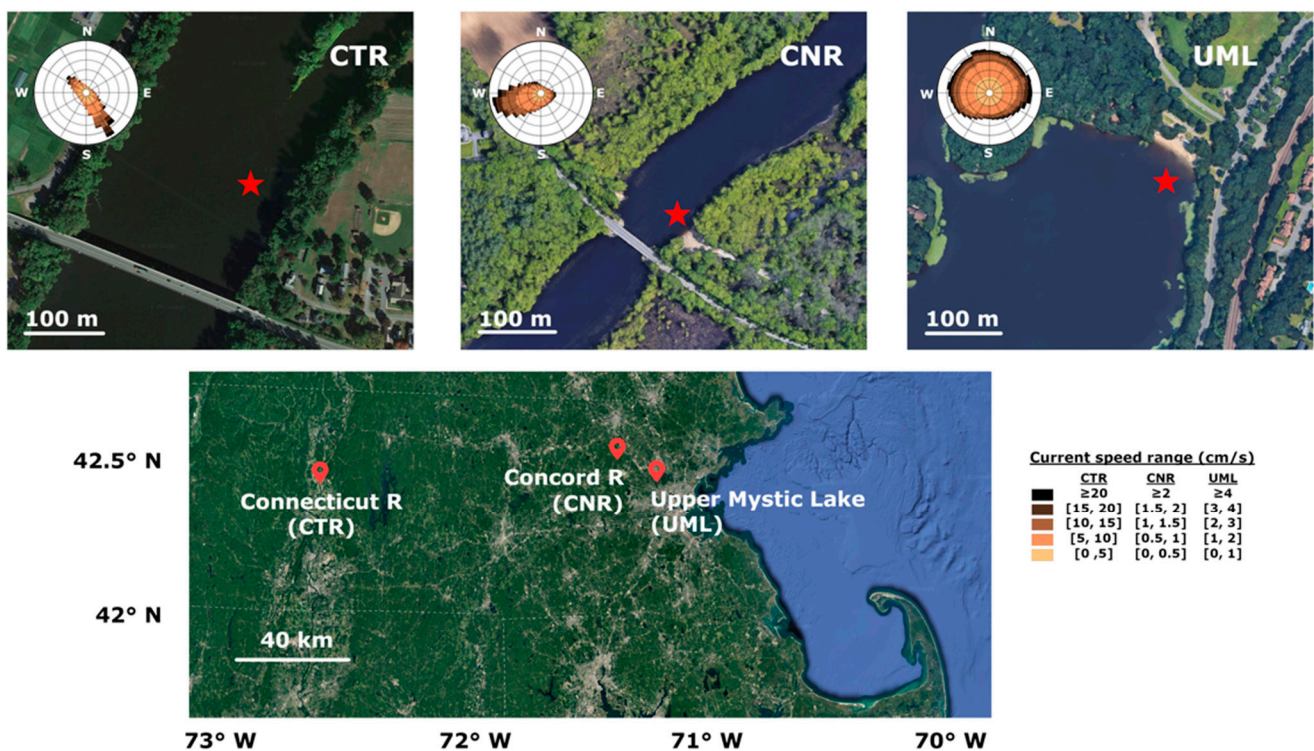 CTR
N
W E
S
100 m
CNR
N
W E
S
100 m
UML
N
W E
S
100 m
42.5° N
42° N
Connecticut R
(CTR)
Concord R
(CNR)
Upper Mystic Lake
(UML)
40 km
73° W 72° W 71° W 70° W
Current speed range (cm/s)
CTR CNR UML
≥20 ≥2 ≥4
[15, 20] [1.5, 2] [3, 4]
[10, 15] [1, 1.5] [2, 3]
[5, 10] [0.5, 1] [1, 2]
[0 ,5] [0, 0.5] [0, 1]